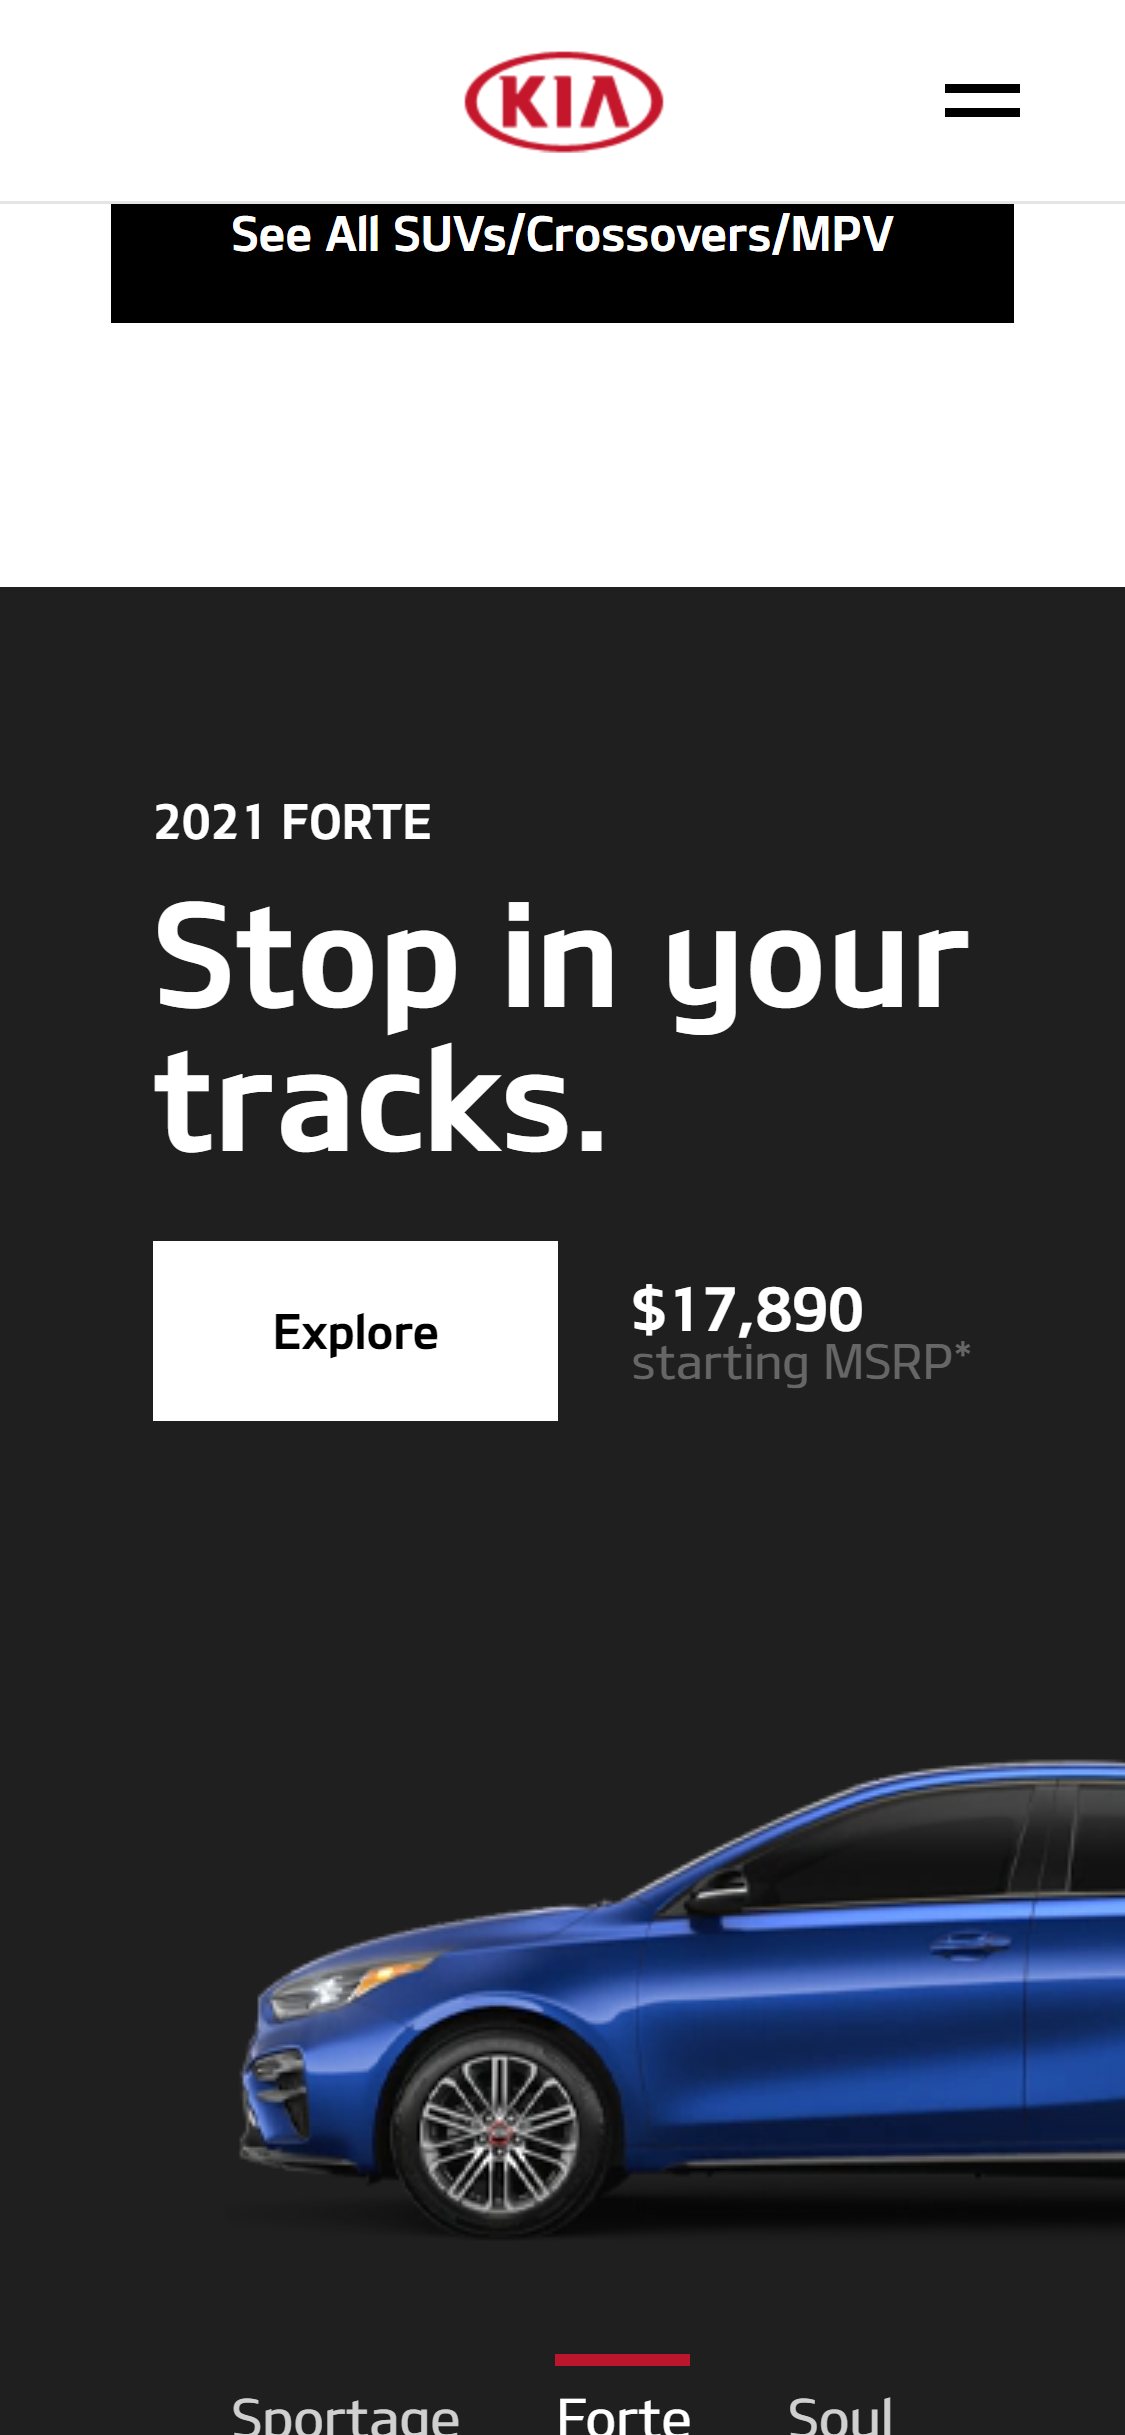 KIA
See All SUVs/Crossovers/MPV
2021 FORTE
Stop in your
tracks.
Explore
$17,890
starting MSRP*
Sportage
Forte
Soul